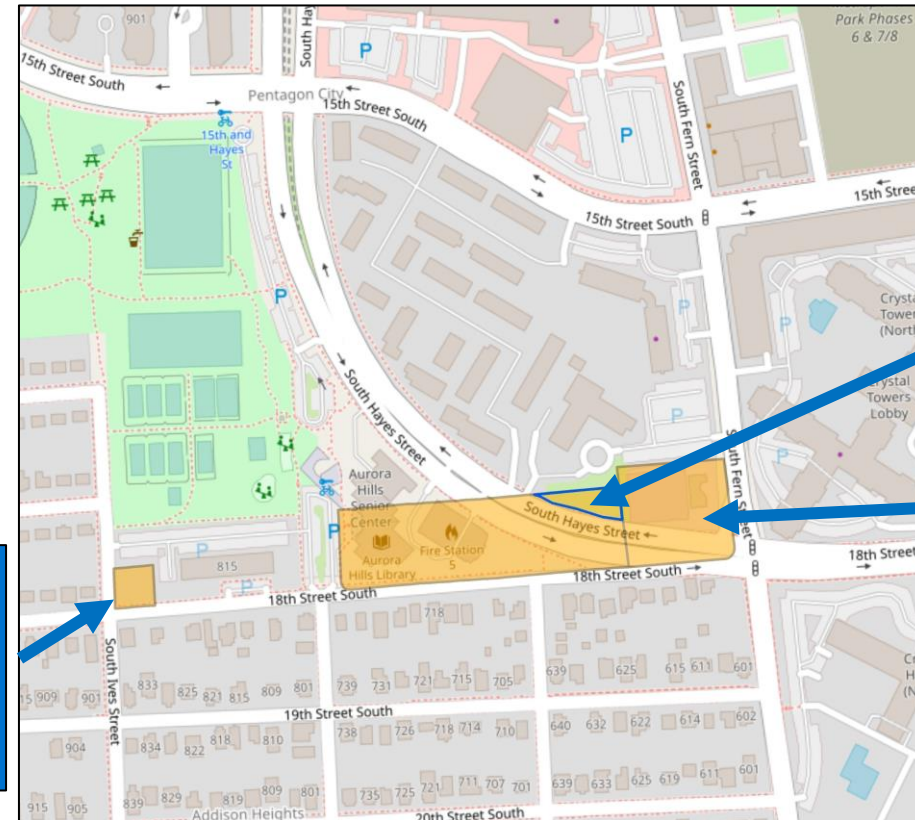 901
Park Phases
6 & 7/8
15th Street South
South Hay
P
Pentagon City
15th Street South
South Fern Street
P
15th and
Hayes
St
15th Stree
15th Street South
P
P
P
Crysta
Tower
(North
South Hayes Street
Crystal
Towers
Lobby
P
South Fern Street
P
Aurora
Hills
Senior
Center
South Hayes Street
P
P
Fire Station
5
Aurora
Hills Library
815
P
18th Street South
18th Street South
18th Street
718
South Ives Street
833
825
821
815
809
801
739
731
721
715
705
639
625
615
611
601
909
901
19th Street South
904
834
822
818
810
738
726
718
714
710
640
632
622
614
602
915
905
839
829
819
809
801
735
725
721
711
707
701
639
633
625
619
611
601
Addison Heights
20th Street South